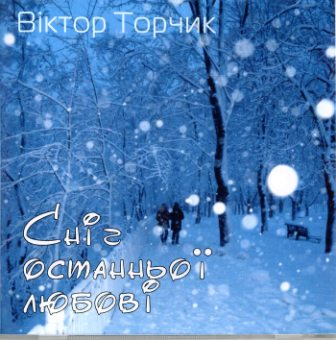 Віктор Торчик
Сніг
останньої
любові